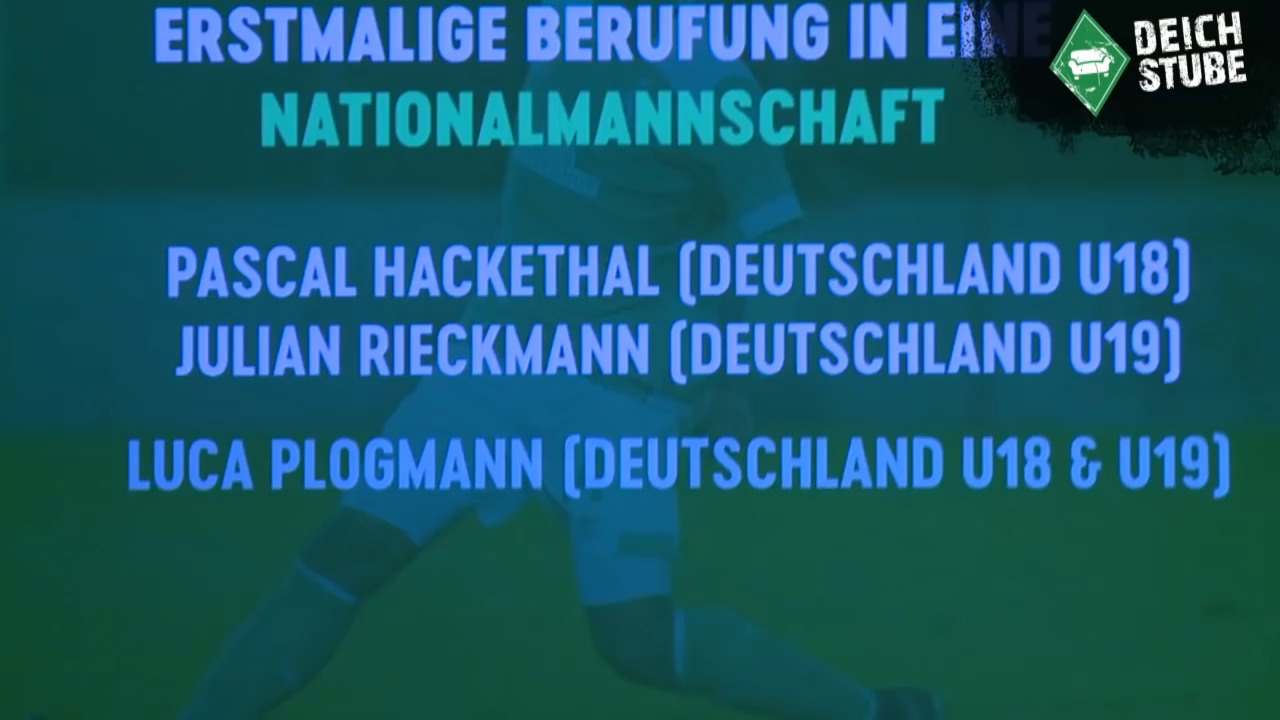 ERSTMALIGE BERUFUNG IN EINE
NATIONALMANNSCHAFT
PASCAL HACKETHAL (DEUTSCHLAND U18)
JULIAN RIECKMANN (DEUTSCHLAND U19)
LUCA PLOGMANN (DEUTSCHLAND U18 & U19)
DEICH
STUBE